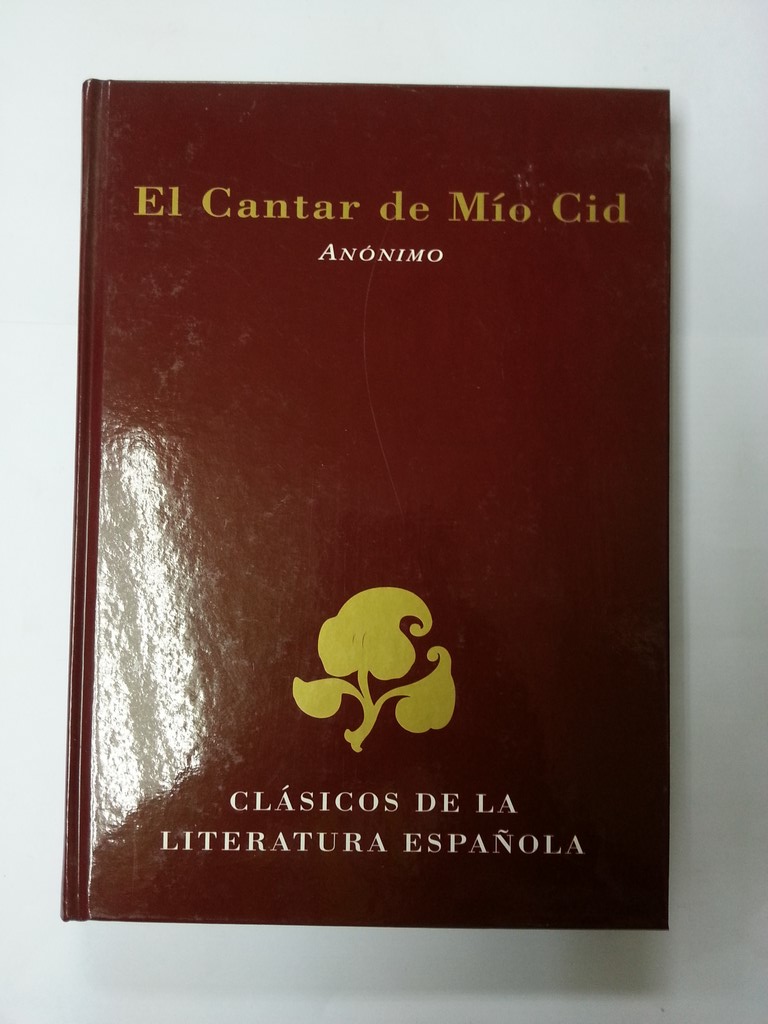 El Cantar de Mío Cid
ANÓNIMO
CLÁSICOS DE LA
LITERATURA ESPAÑOLA